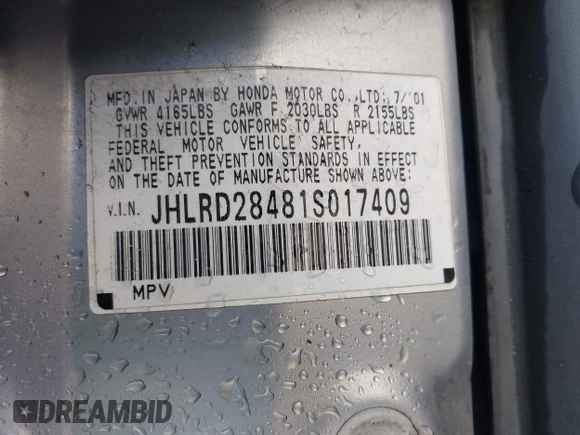 MFD. IN JAPAN BY HONDA MOTOR CO., LTD., 7/'01
GVWR 4165LBS GAWR F 2030LBS R 2155LBS
THIS VEHICLE CONFORMS TO ALL APPLICABLE
FEDERAL MOTOR VEHICLE SAFETY,
AND THEFT PREVENTION STANDARDS IN EFFECT
ON THE DATE OF MANUFACTURE SHOWN ABOVE:
V.I.N. JHLRD28481S017409
MPV
DREAMBID